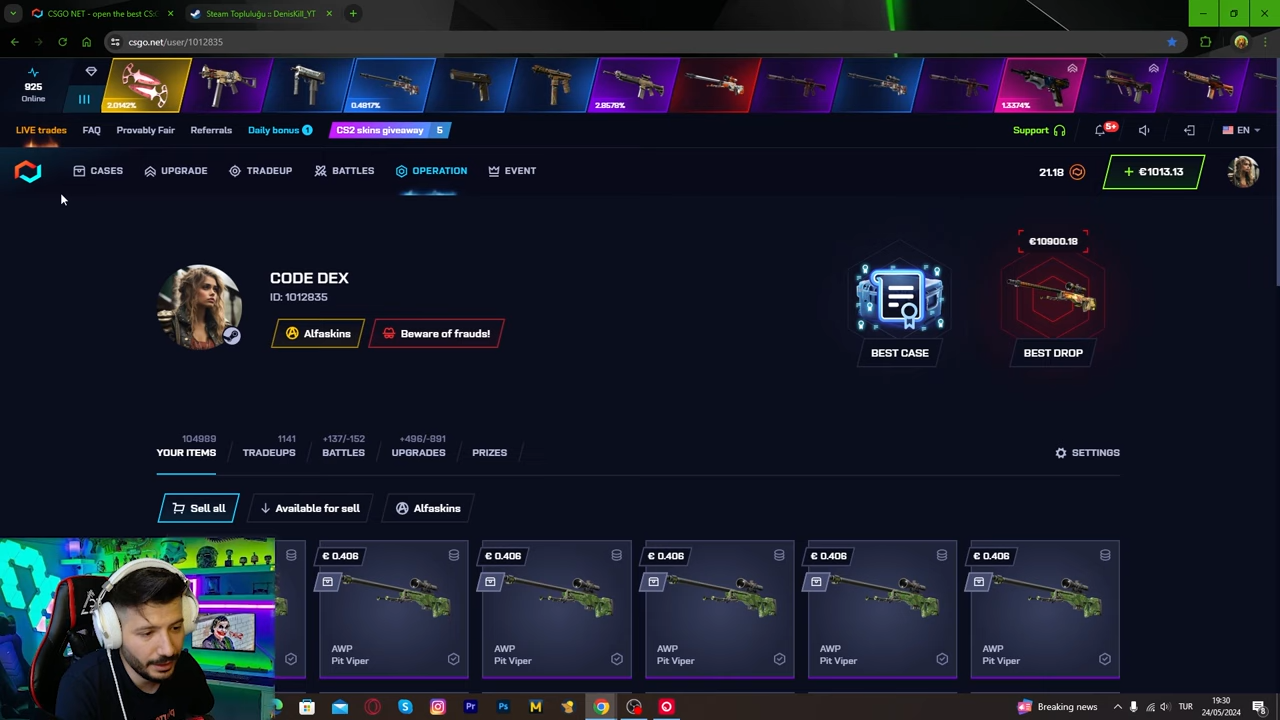 CSGO NET - open the best CS
Steam Topluluğu :: DenisKill_YT
csgo.net/user/1012835
925
Online
2.0142%
0.4817%
2.8578%
1.3374%
LIVE trades
FAQ
Provably Fair
Referrals
Daily bonus 1
CS2 skins giveaway 5
Support
5+
EN
CASES
UPGRADE
TRADEUP
BATTLES
OPERATION
EVENT
21.18
+ €1013.13
CODE DEX
ID: 1012835
Alfaskins
Beware of frauds!
€10900.18
BEST CASE
BEST DROP
104989
YOUR ITEMS
1141
TRADEUPS
+137/-152
BATTLES
+496/-891
UPGRADES
PRIZES
SETTINGS
Sell all
Available for sell
Alfaskins
€ 0.406
€ 0.406
€ 0.406
€ 0.406
€ 0.406
AWP
Pit Viper
AWP
Pit Viper
AWP
Pit Viper
AWP
Pit Viper
AWP
Pit Viper
Breaking news
TUR
19:30
24/05/2024
8